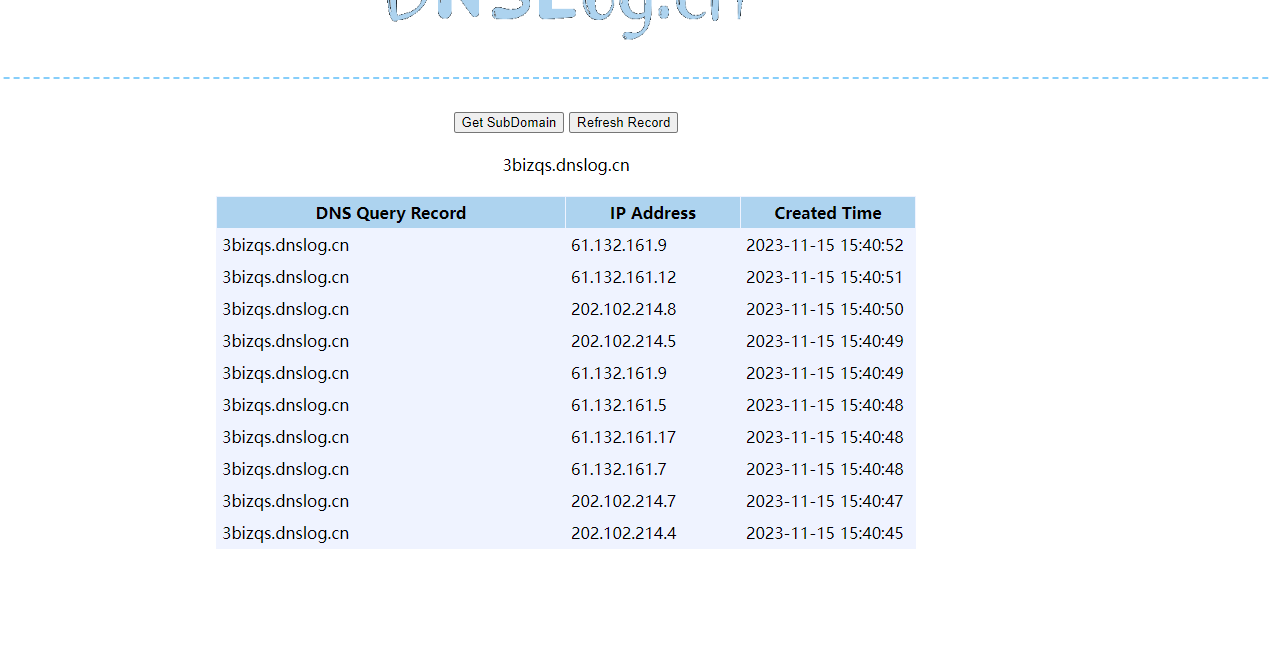 DNSLog.cn
Get SubDomain Refresh Record
3bizqs.dnslog.cn
DNS Query Record IP Address Created Time
3bizqs.dnslog.cn 61.132.161.9 2023-11-15 15:40:52
3bizqs.dnslog.cn 61.132.161.12 2023-11-15 15:40:51
3bizqs.dnslog.cn 202.102.214.8 2023-11-15 15:40:50
3bizqs.dnslog.cn 202.102.214.5 2023-11-15 15:40:49
3bizqs.dnslog.cn 61.132.161.9 2023-11-15 15:40:49
3bizqs.dnslog.cn 61.132.161.5 2023-11-15 15:40:48
3bizqs.dnslog.cn 61.132.161.17 2023-11-15 15:40:48
3bizqs.dnslog.cn 61.132.161.7 2023-11-15 15:40:48
3bizqs.dnslog.cn 202.102.214.7 2023-11-15 15:40:47
3bizqs.dnslog.cn 202.102.214.4 2023-11-15 15:40:45